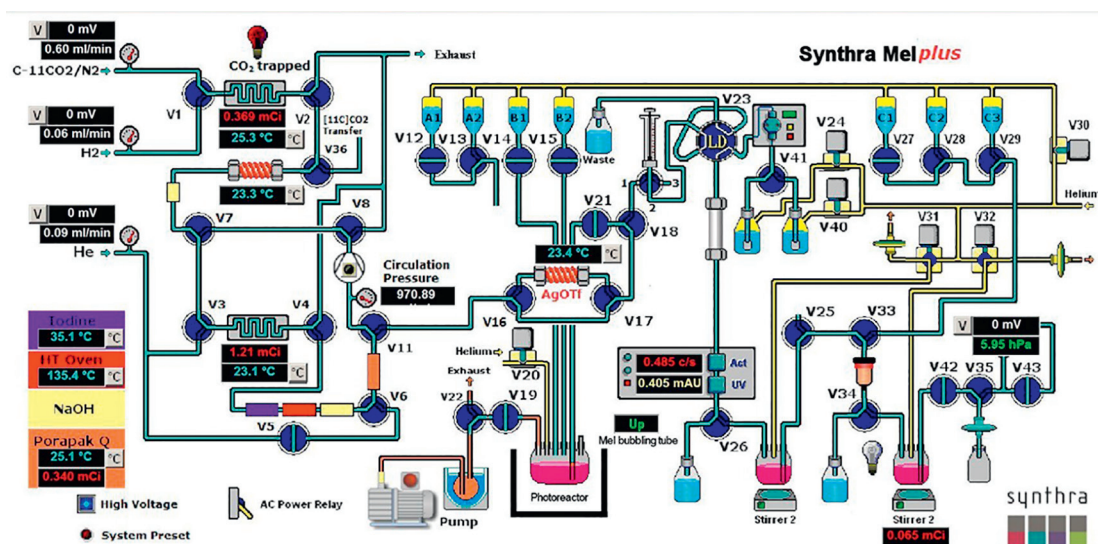 Synthra Melplus
V
0 mV
0.60 ml/min
C-11CO2/N2
V1
CO₂ trapped
0.369 mCi
25.3 °C
°C
V2
Exhaust
[11C]CO2
Transfer
V
0 mV
0.06 ml/min
H2
V36
23.3 °C
°C
V
0 mV
0.09 ml/min
He
V7
V8
Circulation
Pressure
970.89
V3
V4
1.21 mCi
23.1 °C
°C
V11
V5
V6
Iodine
35.1 °C
°C
HT Oven
135.4 °C
°C
NaOH
Porapak Q
25.1 °C
°C
0.340 mCi
High Voltage
AC Power Relay
System Preset
A1
A2
B1
B2
V12
V13
V14
V15
Waste
1
3
2
V23
ILD
V41
V24
V40
C1
C2
C3
V27
V28
V29
V30
Helium
V21
V18
23.4 °C
°C
AgOTf
V16
V17
Helium
V20
Exhaust
V22
V19
Pump
Photoreactor
Up
MeI bubbling tube
0.485 c/s
Act
0.405 mAU
UV
V26
V31
V32
V25
V33
V34
V
0 mV
5.95 hPa
V42
V35
V43
Stirrer 2
Stirrer 2
0.065 mCi
synthra